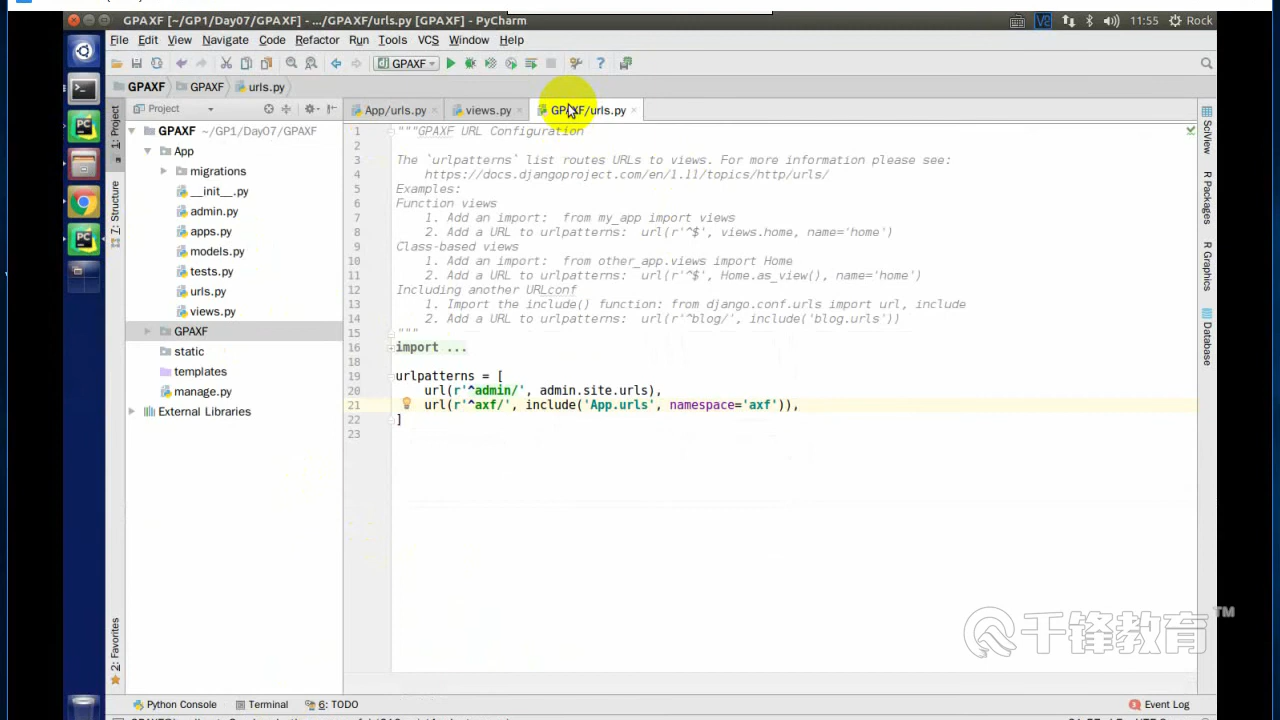 GPAXF [~/GP1/Day07/GPAXF] - .../GPAXF/urls.py [GPAXF] - PyCharm
11:55
Rock
File Edit View Navigate Code Refactor Run Tools VCS Window Help
GPAXF
GPAXF GPAXF urls.py
Project
App/urls.py views.py GPAXF/urls.py
1: Project
7: Structure
2: Favorites
GPAXF ~/GP1/Day07/GPAXF
App
migrations
__init__.py
admin.py
apps.py
models.py
tests.py
urls.py
views.py
GPAXF
static
templates
manage.py
External Libraries
1 """GPAXF URL Configuration
2
3 The `urlpatterns` list routes URLs to views. For more information please see:
4 https://docs.djangoproject.com/en/1.11/topics/http/urls/
5 Examples:
6 Function views
7 1. Add an import:  from my_app import views
8 2. Add a URL to urlpatterns:  url(r'^$', views.home, name='home')
9 Class-based views
10 1. Add an import:  from other_app.views import Home
11 2. Add a URL to urlpatterns:  url(r'^$', Home.as_view(), name='home')
12 Including another URLconf
13 1. Import the include() function: from django.conf.urls import url, include
14 2. Add a URL to urlpatterns:  url(r'^blog/', include('blog.urls'))
15 """
16 import ...
18
19 urlpatterns = [
20 url(r'^admin/', admin.site.urls),
21 url(r'^axf/', include('App.urls', namespace='axf')),
22 ]
23
SciView
R Packages
R Graphics
Database
千锋教育™
Python Console Terminal 6: TODO
Event Log